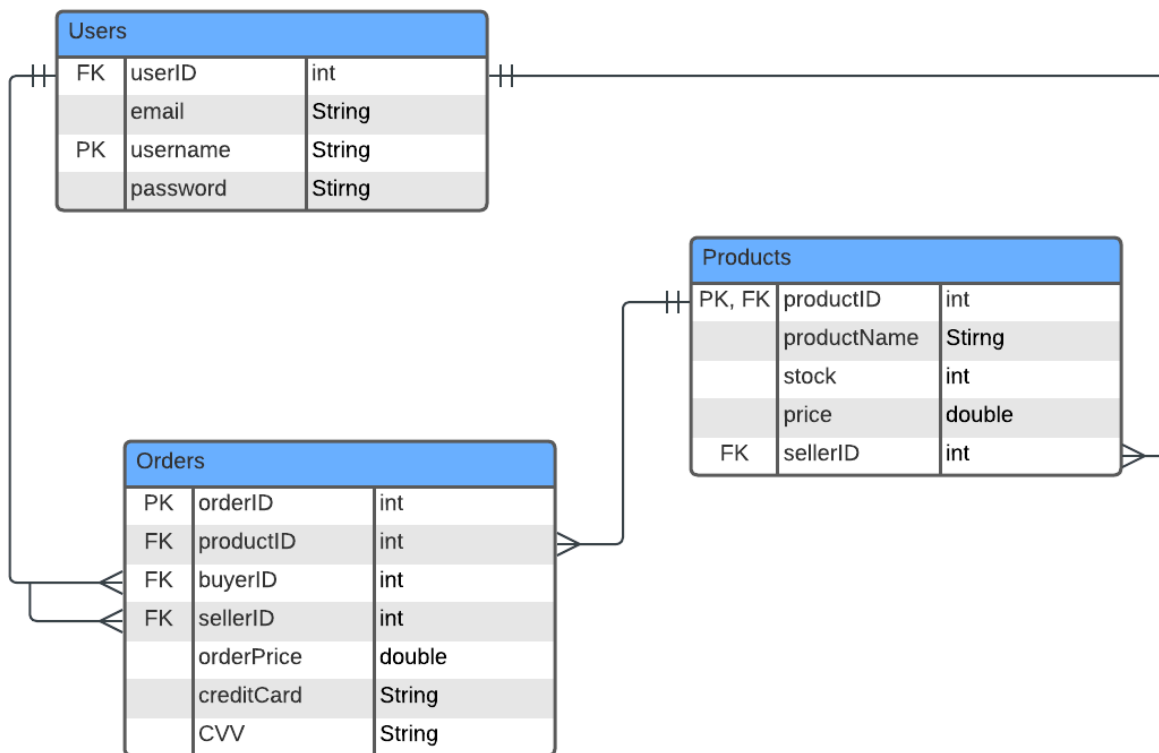 Users
FK userID int
email String
PK username String
password Stirng
Products
PK, FK productID int
productName Stirng
stock int
price double
FK sellerID int
Orders
PK orderID int
FK productID int
FK buyerID int
FK sellerID int
orderPrice double
creditCard String
CVV String